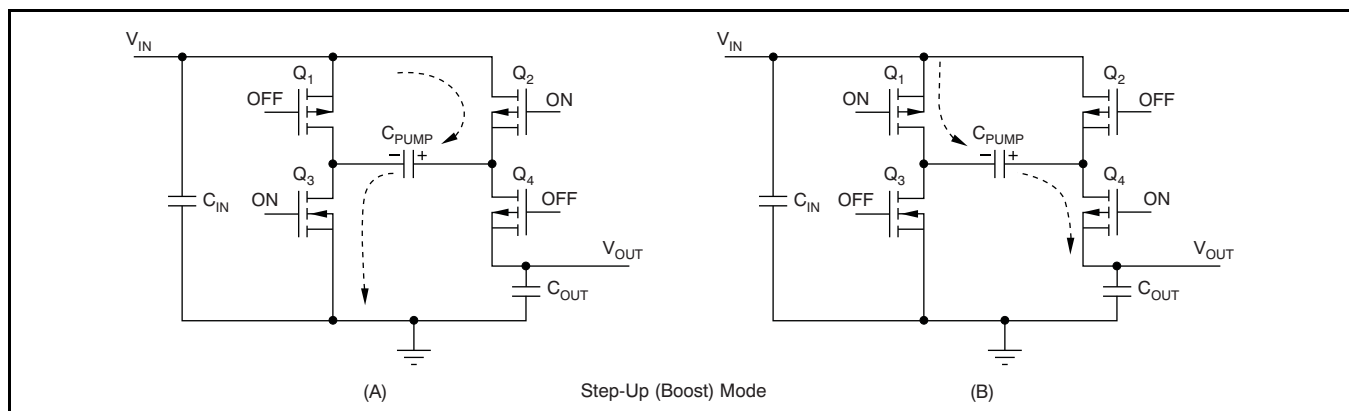 V_IN
Q_1
Q_2
OFF
ON
C_PUMP
− +
Q_3
Q_4
C_IN
ON
OFF
V_OUT
C_OUT
(A)
V_IN
Q_1
Q_2
ON
OFF
C_PUMP
− +
Q_3
Q_4
C_IN
OFF
ON
V_OUT
C_OUT
(B)
Step-Up (Boost) Mode